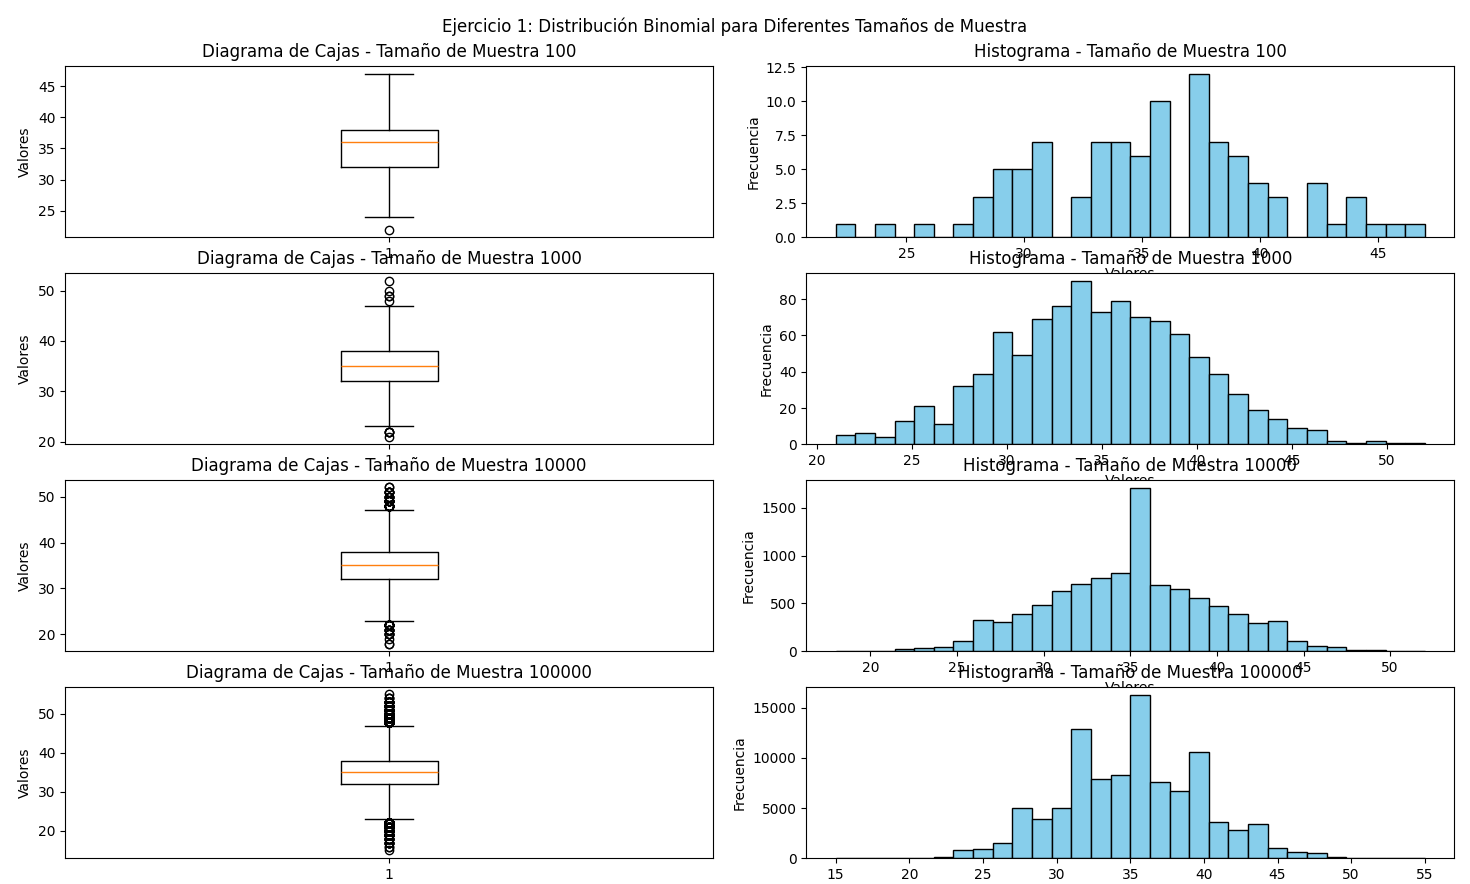 Ejercicio 1: Distribución Binomial para Diferentes Tamaños de Muestra
Diagrama de Cajas - Tamaño de Muestra 100
Valores
45
40
35
30
25
1
Histograma - Tamaño de Muestra 100
Frecuencia
12.5
10.0
7.5
5.0
2.5
0.0
25 30 35 40 45
Valores
Diagrama de Cajas - Tamaño de Muestra 1000
Valores
50
40
30
20
1
Histograma - Tamaño de Muestra 1000
Frecuencia
80
60
40
20
0
20 25 30 35 40 45 50
Valores
Diagrama de Cajas - Tamaño de Muestra 10000
Valores
50
40
30
20
1
Histograma - Tamaño de Muestra 10000
Frecuencia
1500
1000
500
0
20 25 30 35 40 45 50
Valores
Diagrama de Cajas - Tamaño de Muestra 100000
Valores
50
40
30
20
1
Histograma - Tamaño de Muestra 100000
Frecuencia
15000
10000
5000
0
15 20 25 30 35 40 45 50 55